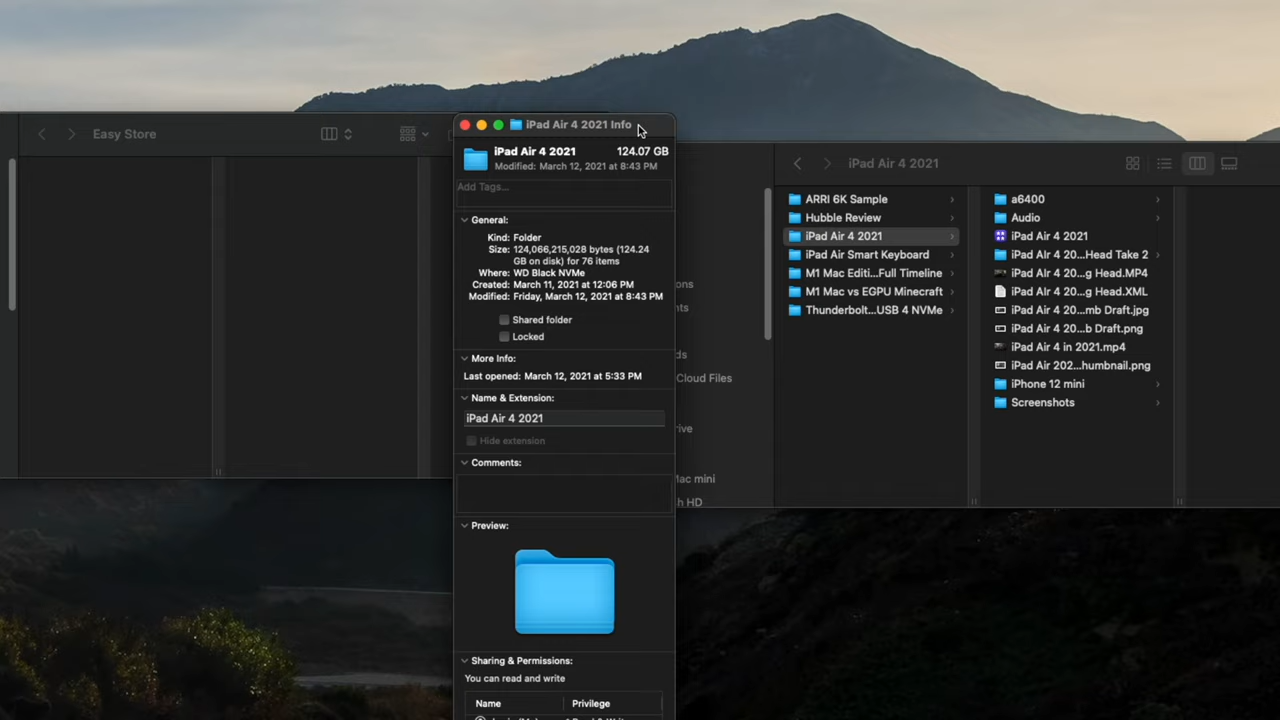 Easy Store
iPad Air 4 2021 Info
iPad Air 4 2021 124.07 GB
Modified: March 12, 2021 at 8:43 PM
Add Tags...
General:
Kind: Folder
Size: 124,066,215,028 bytes (124.24
GB on disk) for 76 items
Where: WD Black NVMe
Created: March 11, 2021 at 12:06 PM
Modified: Friday, March 12, 2021 at 8:43 PM
Shared folder
Locked
More Info:
Last opened: March 12, 2021 at 5:33 PM
Name & Extension:
iPad Air 4 2021
Hide extension
Comments:
Preview:
Sharing & Permissions:
You can read and write
Name Privilege
ons
nts
ds
Cloud Files
rive
Mac mini
h HD
iPad Air 4 2021
ARRI 6K Sample
Hubble Review
iPad Air 4 2021
iPad Air Smart Keyboard
M1 Mac Editi...Full Timeline
M1 Mac vs EGPU Minecraft
Thunderbolt...USB 4 NVMe
a6400
Audio
iPad Air 4 2021
iPad Air 4 20...Head Take 2
iPad AIr 4 20...g Head.MP4
iPad AIr 4 20...g Head.XML
iPad AIr 4 20...mb Draft.jpg
iPad AIr 4 20...b Draft.png
iPad Air 4 in 2021.mp4
iPad Air 202...humbnail.png
iPhone 12 mini
Screenshots